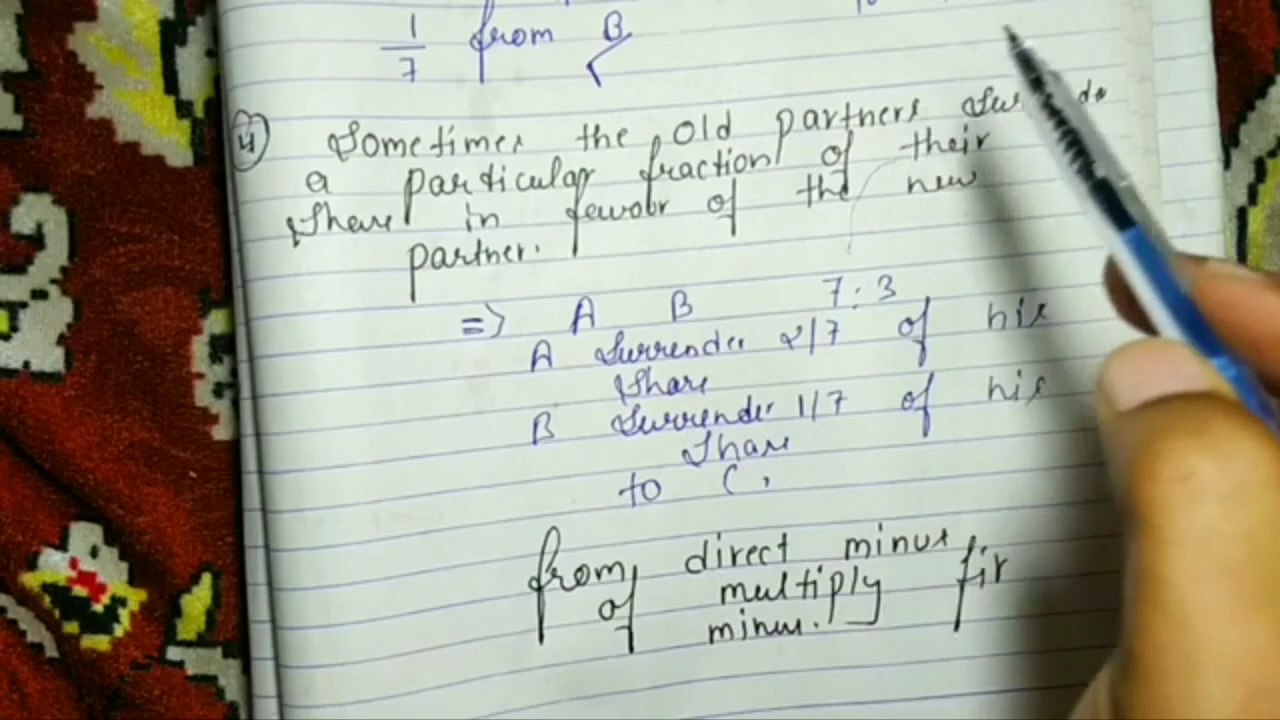 1/7 from B
4 Sometimes the old partners
a particular fraction of their
Share in fewour of the new
partner.
=> A B 7:3
A Surrender 2/7 of his
Share
B Surrender 1/7 of his
Share
to C,
from, direct minus
of multiply fir
minus.